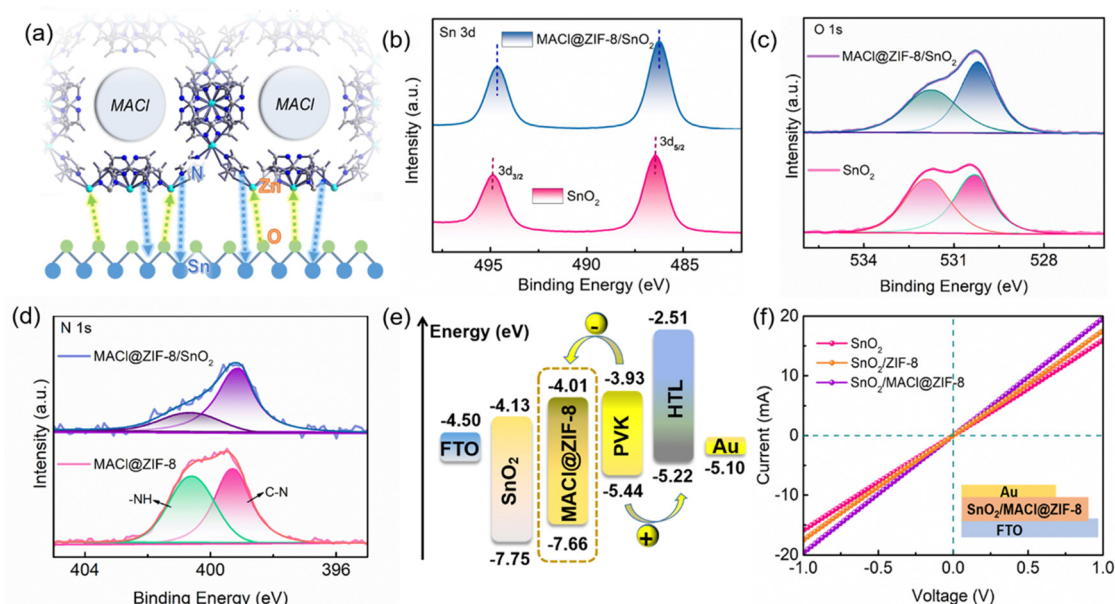 (a)
MACl
MACl
N
Zn
O
Sn
(b)
Sn 3d
MACl@ZIF-8/SnO₂
3d₅/₂
3d₃/₂
SnO₂
Intensity (a.u.)
495
490
485
Binding Energy (eV)
(c)
O 1s
MACl@ZIF-8/SnO₂
SnO₂
Intensity (a.u.)
534
532
530
528
Binding Energy (eV)
(d)
N 1s
MACl@ZIF-8/SnO₂
MACl@ZIF-8
-NH
C-N
Intensity (a.u.)
404
400
396
Binding Energy (eV)
(e)
Energy (eV)
-
-2.51
-4.01
-3.93
-4.50
-4.13
FTO
SnO₂
MACl@ZIF-8
PVK
HTL
Au
-5.10
-5.44
-5.22
+
-7.66
-7.75
(f)
20
10
0
-10
-20
Current (mA)
SnO₂
SnO₂/ZIF-8
SnO₂/MACl@ZIF-8
Au
SnO₂/MACl@ZIF-8
FTO
-1.0
-0.5
0.0
0.5
1.0
Voltage (V)